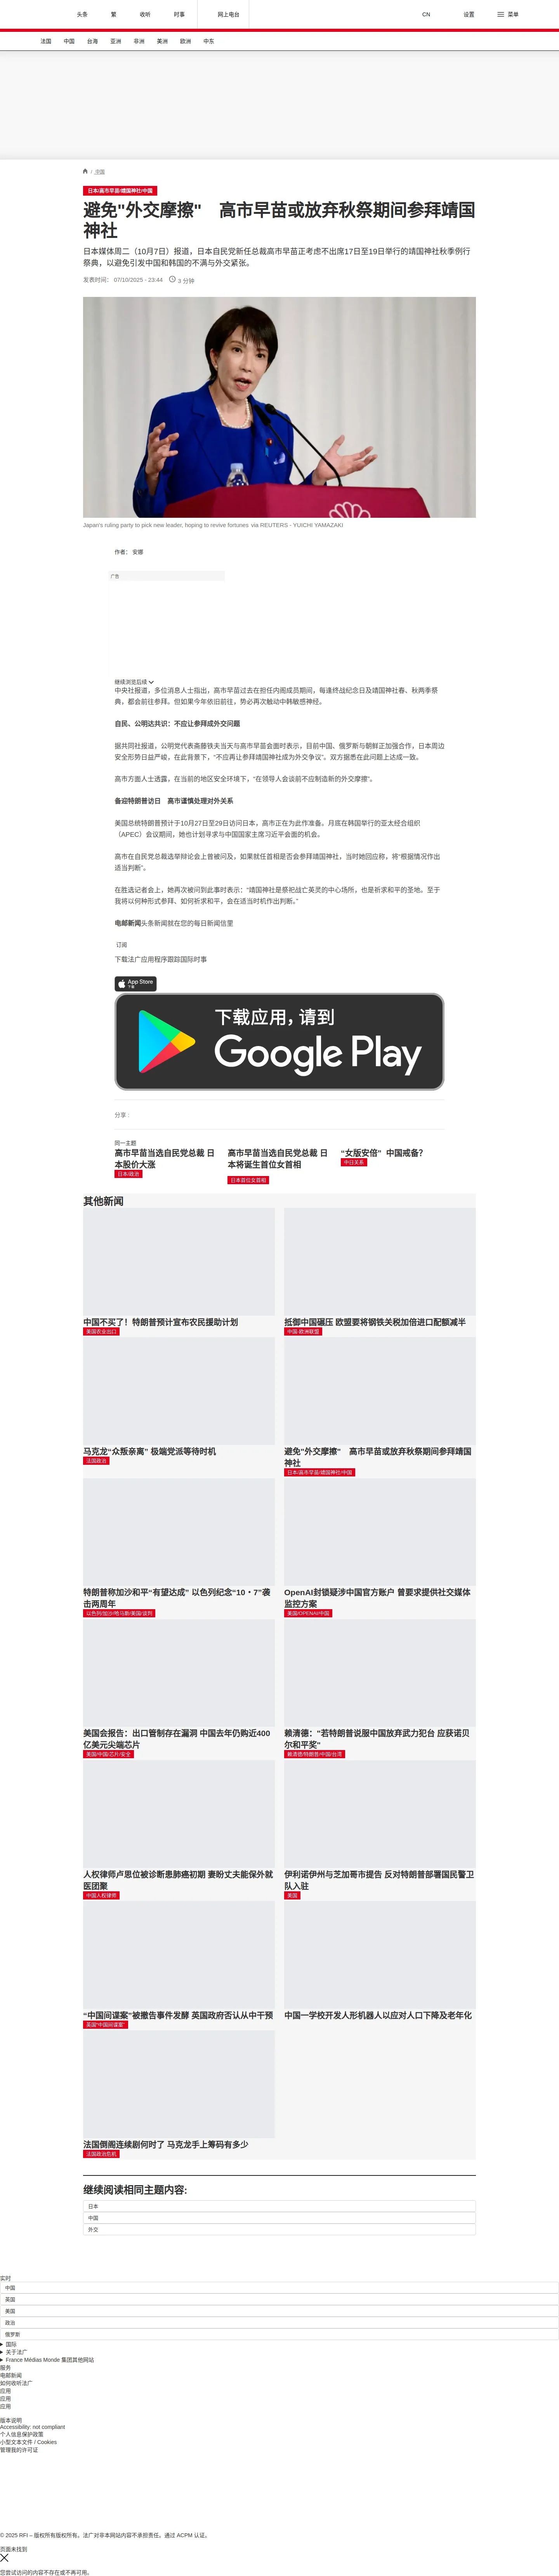 头条
繁
收听
时事
网上电台
CN
设置
菜单
法国
中国
台海
亚洲
非洲
美洲
欧洲
中东
/ 中国
日本/高市早苗/靖国神社/中国
避免"外交摩擦"　高市早苗或放弃秋祭期间参拜靖国
神社
日本媒体周二（10月7日）报道，日本自民党新任总裁高市早苗正考虑不出席17日至19日举行的靖国神社秋季例行
祭典，以避免引发中国和韩国的不满与外交紧张。
发表时间： 07/10/2025 - 23:44
3 分钟
Japan's ruling party to pick new leader, hoping to revive fortunes via REUTERS - YUICHI YAMAZAKI
作者： 安娜
广告
继续浏览后续
中央社报道，多位消息人士指出，高市早苗过去在担任内阁成员期间，每逢终战纪念日及靖国神社春、秋两季祭
典，都会前往参拜。但如果今年依旧前往，势必再次触动中韩敏感神经。
自民、公明达共识：不应让参拜成外交问题
据共同社报道，公明党代表斋藤铁夫当天与高市早苗会面时表示，目前中国、俄罗斯与朝鲜正加强合作，日本周边
安全形势日益严峻，在此背景下，“不应再让参拜靖国神社成为外交争议”。双方据悉在此问题上达成一致。
高市方面人士透露，在当前的地区安全环境下，“在领导人会谈前不应制造新的外交摩擦”。
备迎特朗普访日　高市谨慎处理对外关系
美国总统特朗普预计于10月27日至29日访问日本，高市正在为此作准备。月底在韩国举行的亚太经合组织
（APEC）会议期间，她也计划寻求与中国国家主席习近平会面的机会。
高市在自民党总裁选举辩论会上曾被问及，如果就任首相是否会参拜靖国神社，当时她回应称，将“根据情况作出
适当判断”。
在胜选记者会上，她再次被问到此事时表示：“靖国神社是祭祀战亡英灵的中心场所，也是祈求和平的圣地。至于
我将以何种形式参拜、如何祈求和平，会在适当时机作出判断。”
电邮新闻头条新闻就在您的每日新闻信里
订阅
下载法广应用程序跟踪国际时事
App Store
下载
下载应用，请到
Google Play
分享 :
同一主题
高市早苗当选自民党总裁 日
本股价大涨
日本/政治
高市早苗当选自民党总裁 日
本将诞生首位女首相
日本首位女首相
"女版安倍" 中国戒备?
中日关系
其他新闻
中国不买了！特朗普预计宣布农民援助计划
美国农业出口
抵御中国碾压 欧盟要将钢铁关税加倍进口配额减半
中国·欧洲联盟
马克龙“众叛亲离” 极端党派等待时机
法国政治
避免"外交摩擦"　高市早苗或放弃秋祭期间参拜靖国
神社
日本/高市早苗/靖国神社/中国
特朗普称加沙和平“有望达成” 以色列纪念“10・7”袭
击两周年
以色列/加沙/哈马斯/美国/谈判
OpenAI封锁疑涉中国官方账户 曾要求提供社交媒体
监控方案
美国/OPENAI/中国
美国会报告：出口管制存在漏洞 中国去年仍购近400
亿美元尖端芯片
美国/中国/芯片/安全
赖清德："若特朗普说服中国放弃武力犯台 应获诺贝
尔和平奖"
赖清德/特朗普/中国/台湾
人权律师卢思位被诊断患肺癌初期 妻盼丈夫能保外就
医团聚
中国人权律师
伊利诺伊州与芝加哥市提告 反对特朗普部署国民警卫
队入驻
美国
“中国间谍案”被撤告事件发酵 英国政府否认从中干预
英国“中国间谍案”
中国一学校开发人形机器人以应对人口下降及老年化
法国倒阁连续剧何时了 马克龙手上筹码有多少
法国政治危机
继续阅读相同主题内容:
日本
中国
外交
实时
中国
英国
美国
政治
俄罗斯
国际
关于法广
France Médias Monde 集团其他网站
服务
电邮新闻
如何收听法广
应用
应用
应用
版本说明
Accessibility: not compliant
个人信息保护政策
小型文本文件 / Cookies
管理我的许可证
© 2025 RFI – 版权所有版权所有。法广对非本网站内容不承担责任。通过 ACPM 认证。
页面未找到
您尝试访问的内容不存在或不再可用。